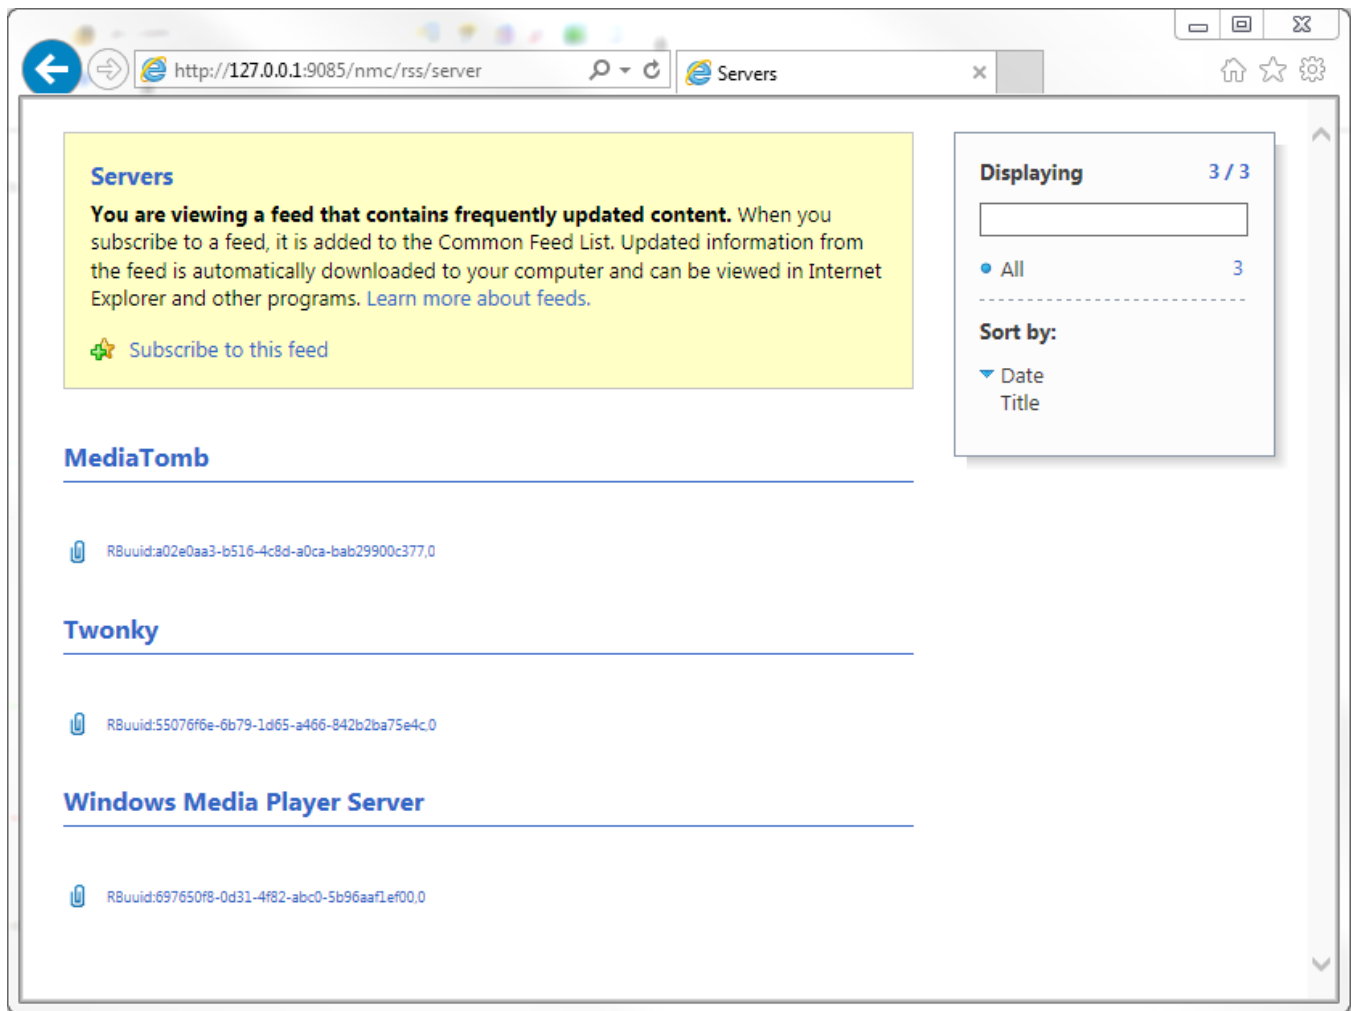 http://127.0.0.1:9085/nmc/rss/server
Servers
Servers
You are viewing a feed that contains frequently updated content. When you
subscribe to a feed, it is added to the Common Feed List. Updated information from
the feed is automatically downloaded to your computer and can be viewed in Internet
Explorer and other programs. Learn more about feeds.
Subscribe to this feed
Displaying 3 / 3
All 3
Sort by:
Date
Title
MediaTomb
RBuuid:a02e0aa3-b516-4c8d-a0ca-bab29900c377,0
Twonky
RBuuid:55076f6e-6b79-1d65-a466-842b2ba75e4c,0
Windows Media Player Server
RBuuid:697650f8-0d31-4f82-abc0-5b96aaf1ef00,0